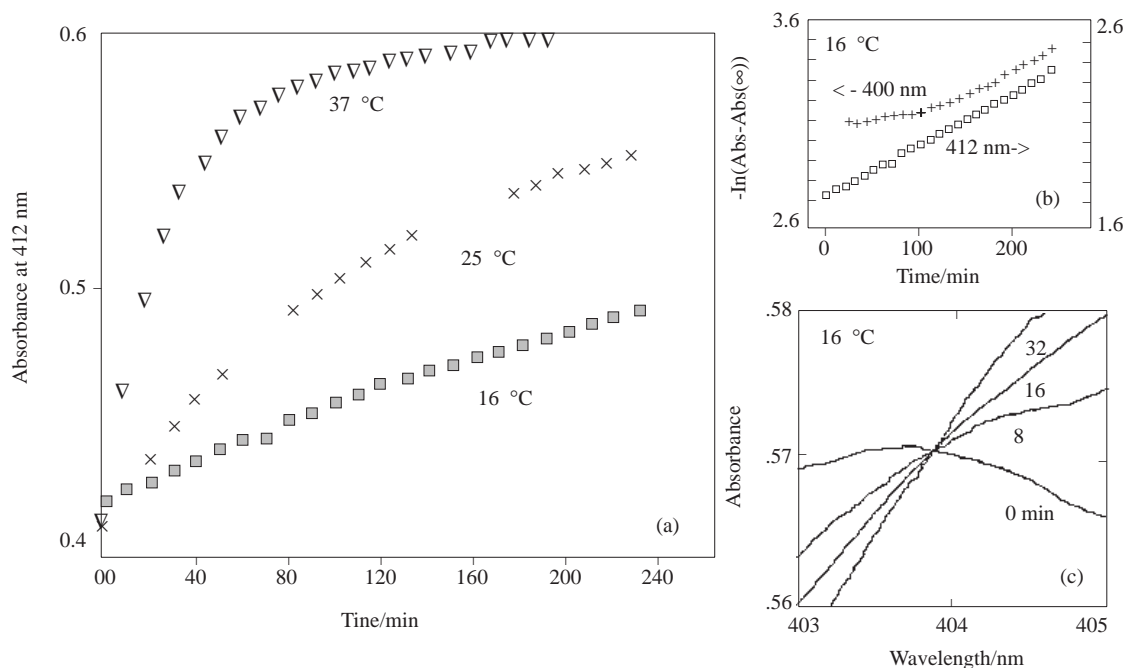 0.6
0.5
0.4
Absorbance at 412 nm
37 °C
25 °C
16 °C
(a)
00
40
80
120
160
200
240
Tine/min
3.6
2.6
-In(Abs-Abs(∞))
2.6
1.6
16 °C
< - 400 nm
412 nm->
(b)
0
100
200
Time/min
.58
.57
.56
Absorbance
16 °C
32
16
8
0 min
(c)
403
404
405
Wavelength/nm